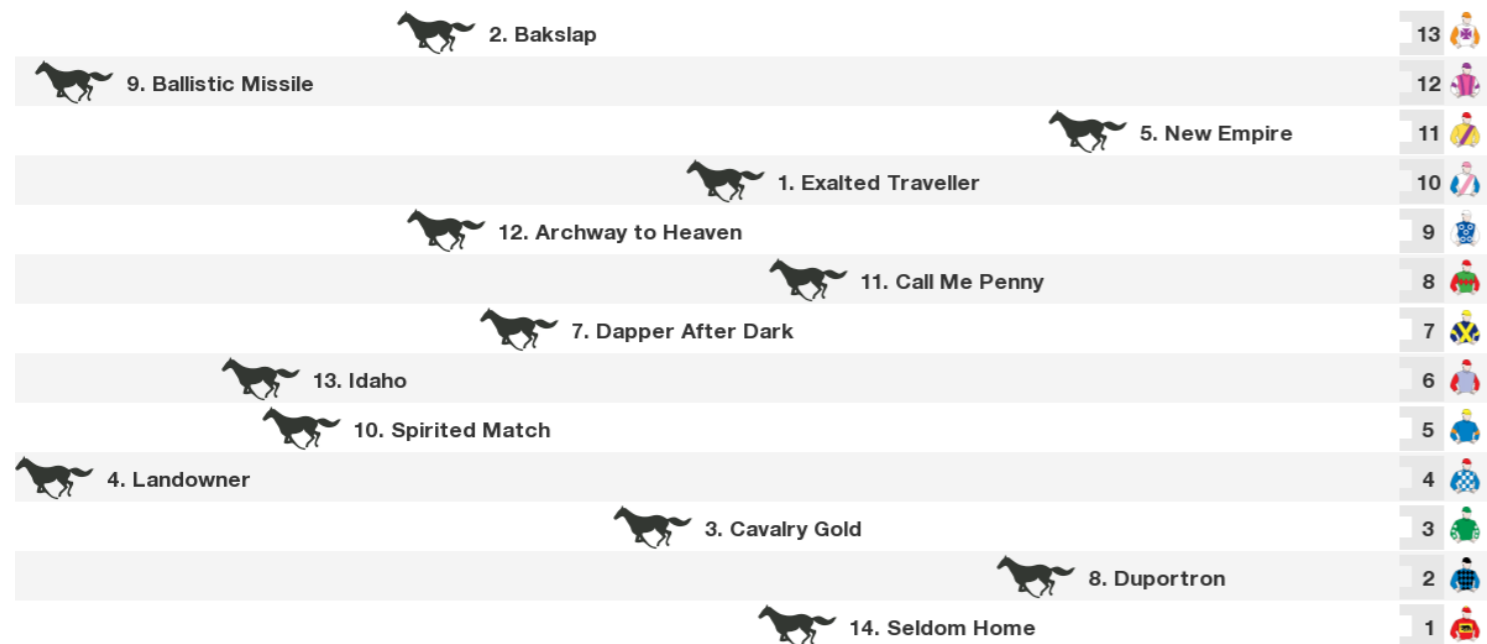 2. Bakslap 13
9. Ballistic Missile 12
5. New Empire 11
1. Exalted Traveller 10
12. Archway to Heaven 9
11. Call Me Penny 8
7. Dapper After Dark 7
13. Idaho 6
10. Spirited Match 5
4. Landowner 4
3. Cavalry Gold 3
8. Duportron 2
14. Seldom Home 1